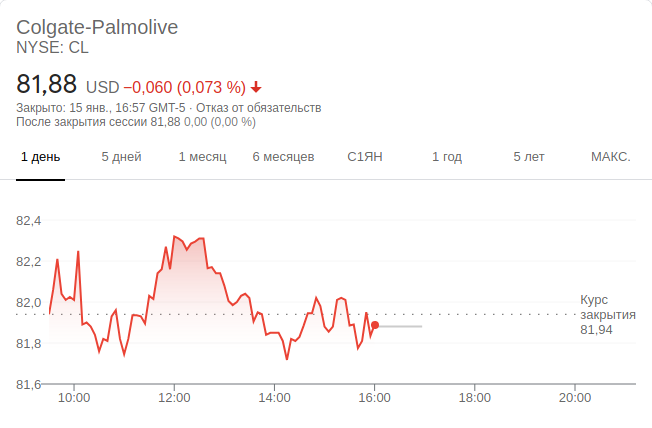 Colgate-Palmolive
NYSE: CL
81,88 USD −0,060 (0,073 %)
Закрыто: 15 янв., 16:57 GMT-5 · Отказ от обязательств
После закрытия сессии 81,88 0,00 (0,00 %)
1 день 5 дней 1 месяц 6 месяцев С1ЯН 1 год 5 лет МАКС.
82,4
82,2
82,0
81,8
81,6
Курс
закрытия
81,94
10:00 12:00 14:00 16:00 18:00 20:00